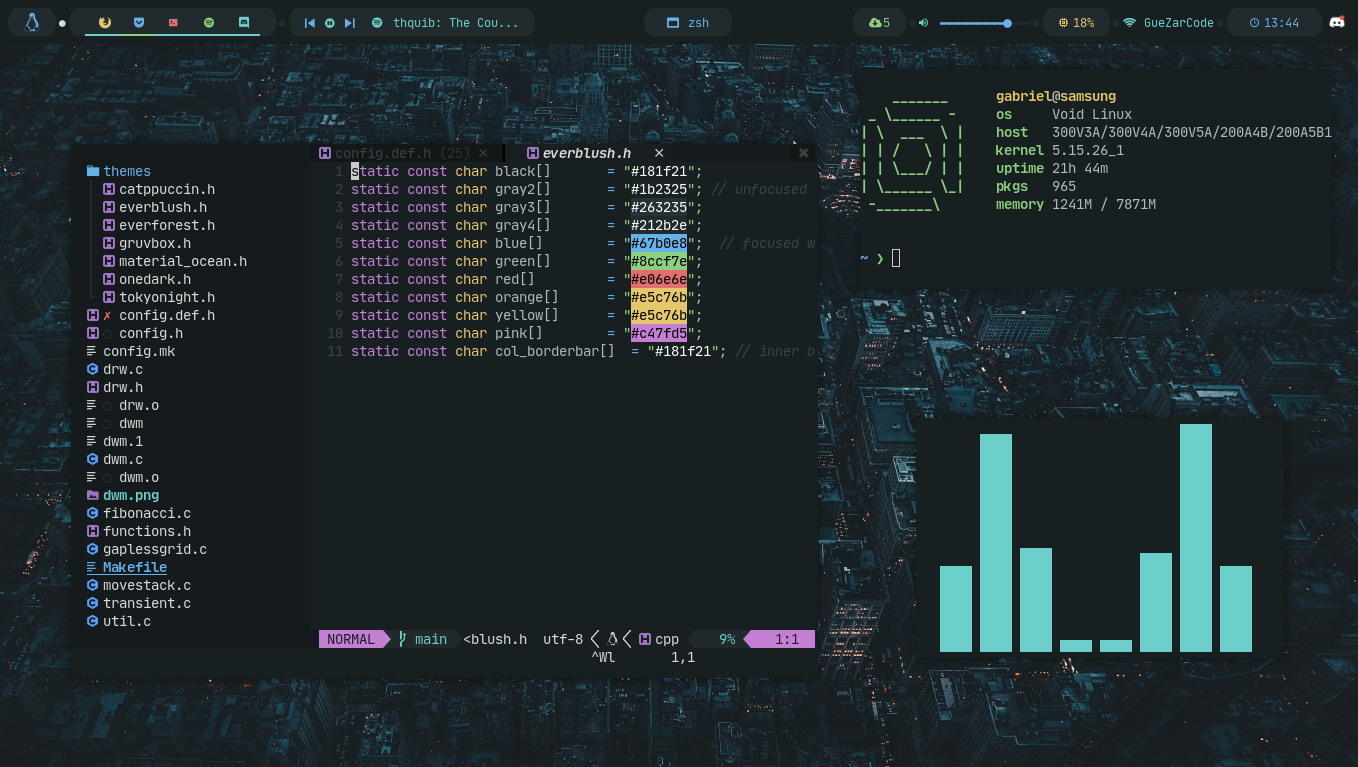 thquib: The Cou...
zsh
5
18%
GueZarCode
13:44
themes
catppuccin.h
everblush.h
everforest.h
gruvbox.h
material_ocean.h
onedark.h
tokyonight.h
✗ config.def.h
config.h
config.mk
drw.c
drw.h
drw.o
dwm
dwm.1
dwm.c
dwm.o
dwm.png
fibonacci.c
functions.h
gaplessgrid.c
Makefile
movestack.c
transient.c
util.c
config.def.h (25) ×
everblush.h ×
1 static const char black[] = "#181f21";
2 static const char gray2[] = "#1b2325"; // unfocused
3 static const char gray3[] = "#263235";
4 static const char gray4[] = "#212b2e";
5 static const char blue[] = "#67b0e8"; // focused w
6 static const char green[] = "#8ccf7e";
7 static const char red[] = "#e06e6e";
8 static const char orange[] = "#e5c76b";
9 static const char yellow[] = "#e5c76b";
10 static const char pink[] = "#c47fd5";
11 static const char col_borderbar[] = "#181f21"; // inner b
NORMAL main <blush.h utf-8 cpp 9% 1:1
^Wl 1,1
gabriel@samsung
os Void Linux
host 300V3A/300V4A/300V5A/200A4B/200A5B1
kernel 5.15.26_1
uptime 21h 44m
pkgs 965
memory 1241M / 7871M
~ ❯